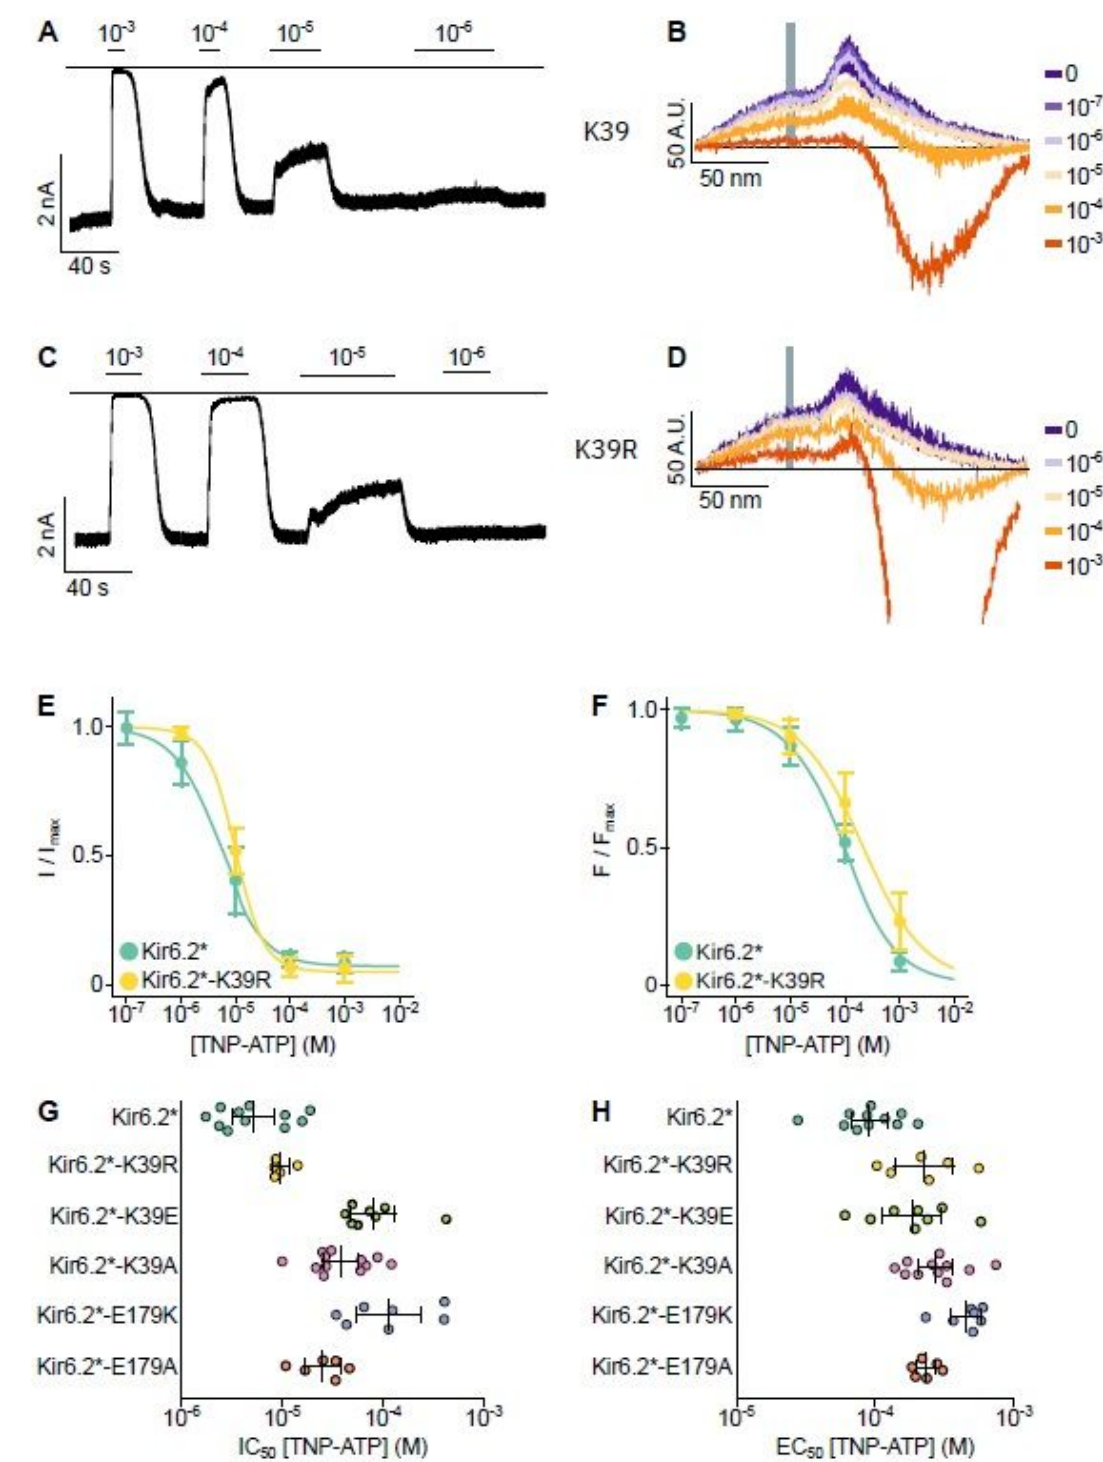 A
10⁻³ 10⁻⁴ 10⁻⁵ 10⁻⁶
2 nA
40 s
B
K39
50 A.U.
50 nm
0
10⁻⁷
10⁻⁶
10⁻⁵
10⁻⁴
10⁻³
C
10⁻³ 10⁻⁴ 10⁻⁵ 10⁻⁶
2 nA
40 s
D
K39R
50 A.U.
50 nm
0
10⁻⁶
10⁻⁵
10⁻⁴
10⁻³
E
I / Iₘₐₓ
1.0
0.5
0
Kir6.2*
Kir6.2*-K39R
10⁻⁷ 10⁻⁶ 10⁻⁵ 10⁻⁴ 10⁻³ 10⁻²
[TNP-ATP] (M)
F
F / Fₘₐₓ
1.0
0.5
0
Kir6.2*
Kir6.2*-K39R
10⁻⁷ 10⁻⁶ 10⁻⁵ 10⁻⁴ 10⁻³ 10⁻²
[TNP-ATP] (M)
G
Kir6.2*
Kir6.2*-K39R
Kir6.2*-K39E
Kir6.2*-K39A
Kir6.2*-E179K
Kir6.2*-E179A
10⁻⁶ 10⁻⁵ 10⁻⁴ 10⁻³
IC₅₀ [TNP-ATP] (M)
H
Kir6.2*
Kir6.2*-K39R
Kir6.2*-K39E
Kir6.2*-K39A
Kir6.2*-E179K
Kir6.2*-E179A
10⁻⁵ 10⁻⁴ 10⁻³
EC₅₀ [TNP-ATP] (M)